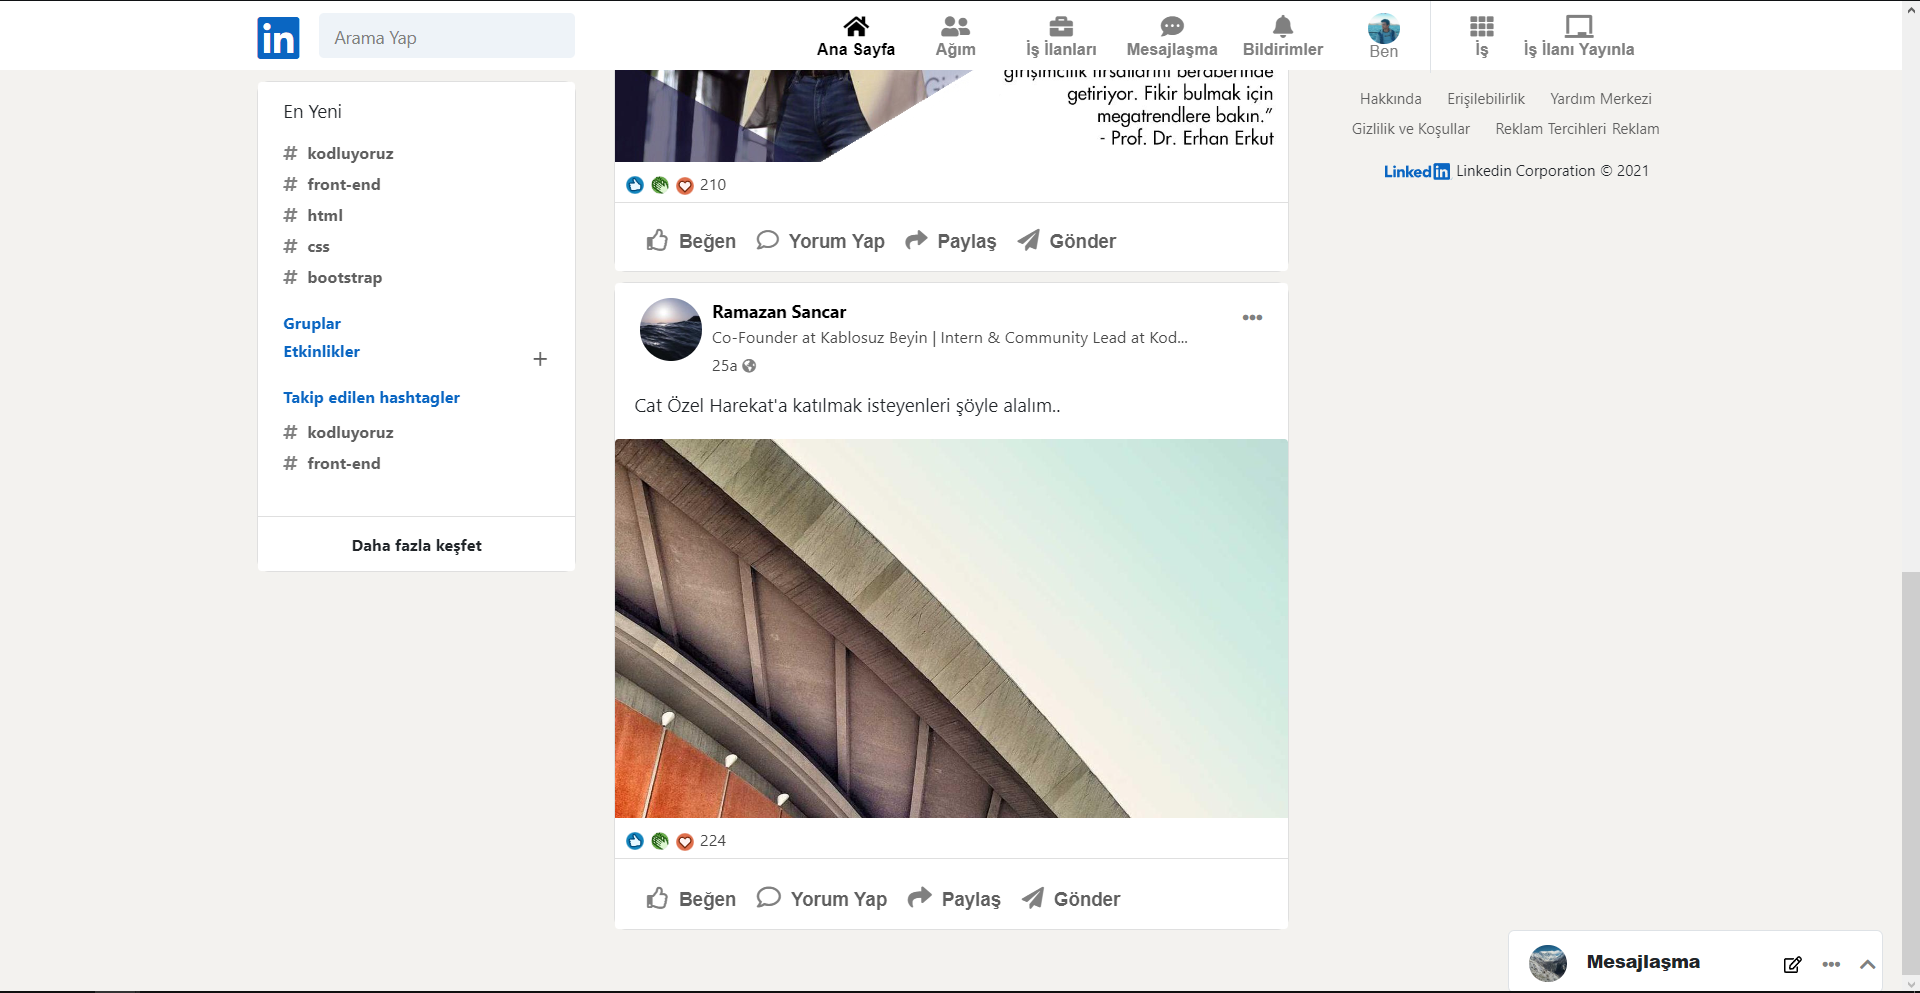 in
Arama Yap
Ana Sayfa
Ağım
İş İlanları
Mesajlaşma
Bildirimler
Ben
İş
İş İlanı Yayınla
En Yeni
# kodluyoruz
# front-end
# html
# css
# bootstrap
Gruplar
Etkinlikler
+
Takip edilen hashtagler
# kodluyoruz
# front-end
Daha fazla keşfet
girişimcilik fırsatlarını beraberinde
getiriyor. Fikir bulmak için
megatrendlere bakın.”
- Prof. Dr. Erhan Erkut
210
Beğen
Yorum Yap
Paylaş
Gönder
Ramazan Sancar
Co-Founder at Kablosuz Beyin | Intern & Community Lead at Kod...
25a
Cat Özel Harekat'a katılmak isteyenleri şöyle alalım..
224
Beğen
Yorum Yap
Paylaş
Gönder
Hakkında Erişilebilirlik Yardım Merkezi
Gizlilik ve Koşullar Reklam Tercihleri Reklam
Linkedin Linkedin Corporation © 2021
Mesajlaşma